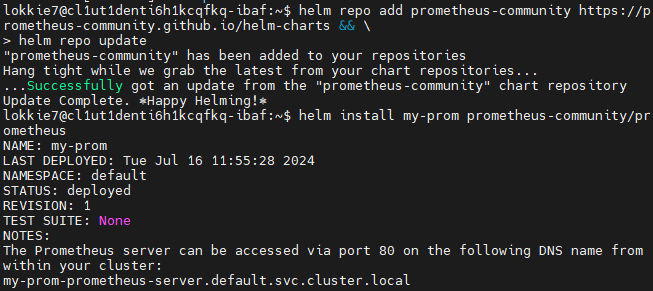 lokkie7@cl1ut1denti6h1kcqfkq-ibaf:~$ helm repo add prometheus-community https://p
rometheus-community.github.io/helm-charts && \
> helm repo update
"prometheus-community" has been added to your repositories
Hang tight while we grab the latest from your chart repositories...
...Successfully got an update from the "prometheus-community" chart repository
Update Complete. ⎈Happy Helming!⎈
lokkie7@cl1ut1denti6h1kcqfkq-ibaf:~$ helm install my-prom prometheus-community/pr
ometheus
NAME: my-prom
LAST DEPLOYED: Tue Jul 16 11:55:28 2024
NAMESPACE: default
STATUS: deployed
REVISION: 1
TEST SUITE: None
NOTES:
The Prometheus server can be accessed via port 80 on the following DNS name from
within your cluster:
my-prom-prometheus-server.default.svc.cluster.local